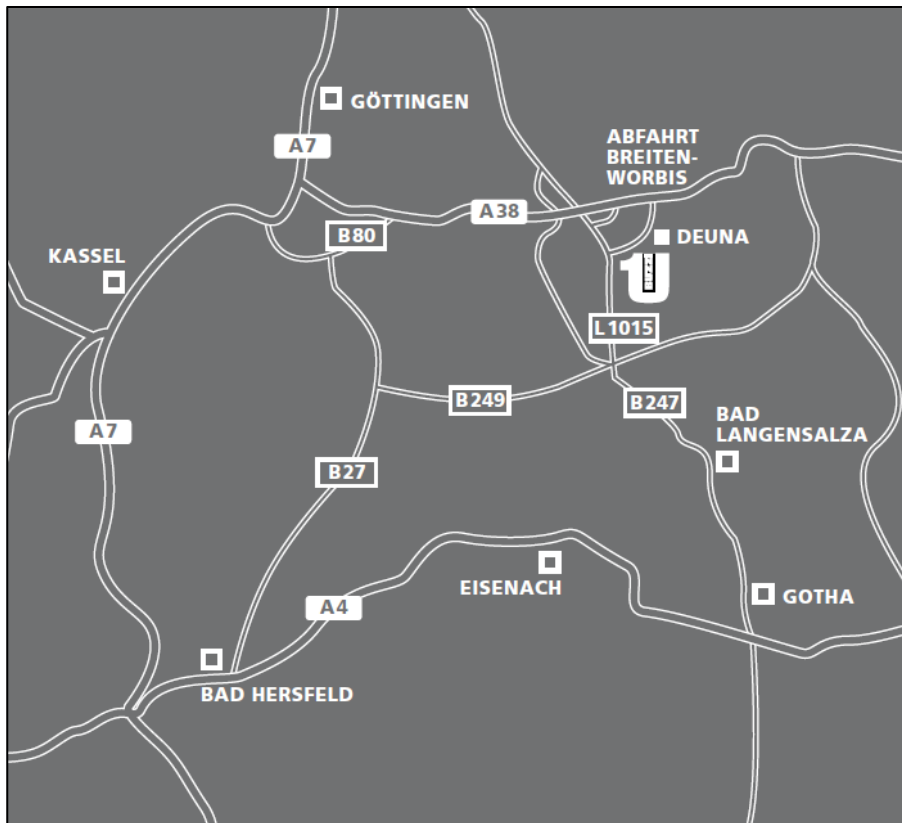 GÖTTINGEN
A7
ABFAHRT
BREITEN-
WORBIS
A38
B80
DEUNA
KASSEL
L1015
B249
B247
A7
BAD
LANGENSALZA
B27
EISENACH
GOTHA
A4
BAD HERSFELD